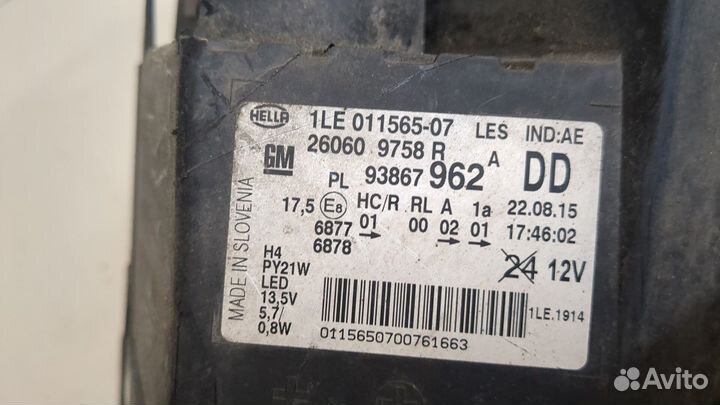 HELLA 1LE 011565-07 LES IND:AE
GM 26060 9758 R A DD
PL 93867 962
17,5 E8 HC/R RL A 1a 22.08.15
6877 01 00 02 01 17:46:02
6878
MADE IN SLOVENIA
H4
PY21W
LED
13,5V
5,7/
0,8W
24 12V
1LE.1914
0115650700761663
Avito